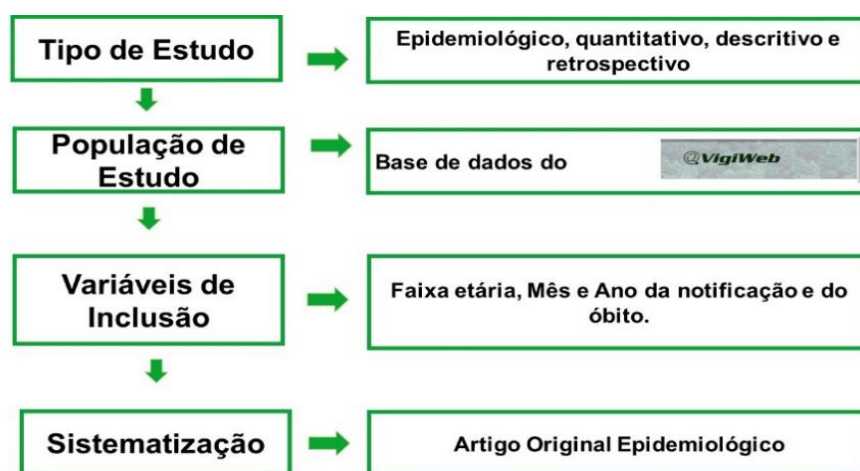 Tipo de Estudo
Epidemiológico, quantitativo, descritivo e
retrospectivo
População de
Estudo
Base de dados do
@VigiWeb
Variáveis de
Inclusão
Faixa etária, Mês e Ano da notificação e do
óbito.
Sistematização
Artigo Original Epidemiológico